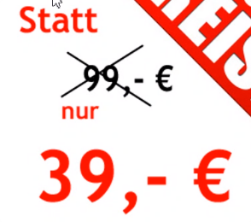 Statt
99,- €
nur
39,- €